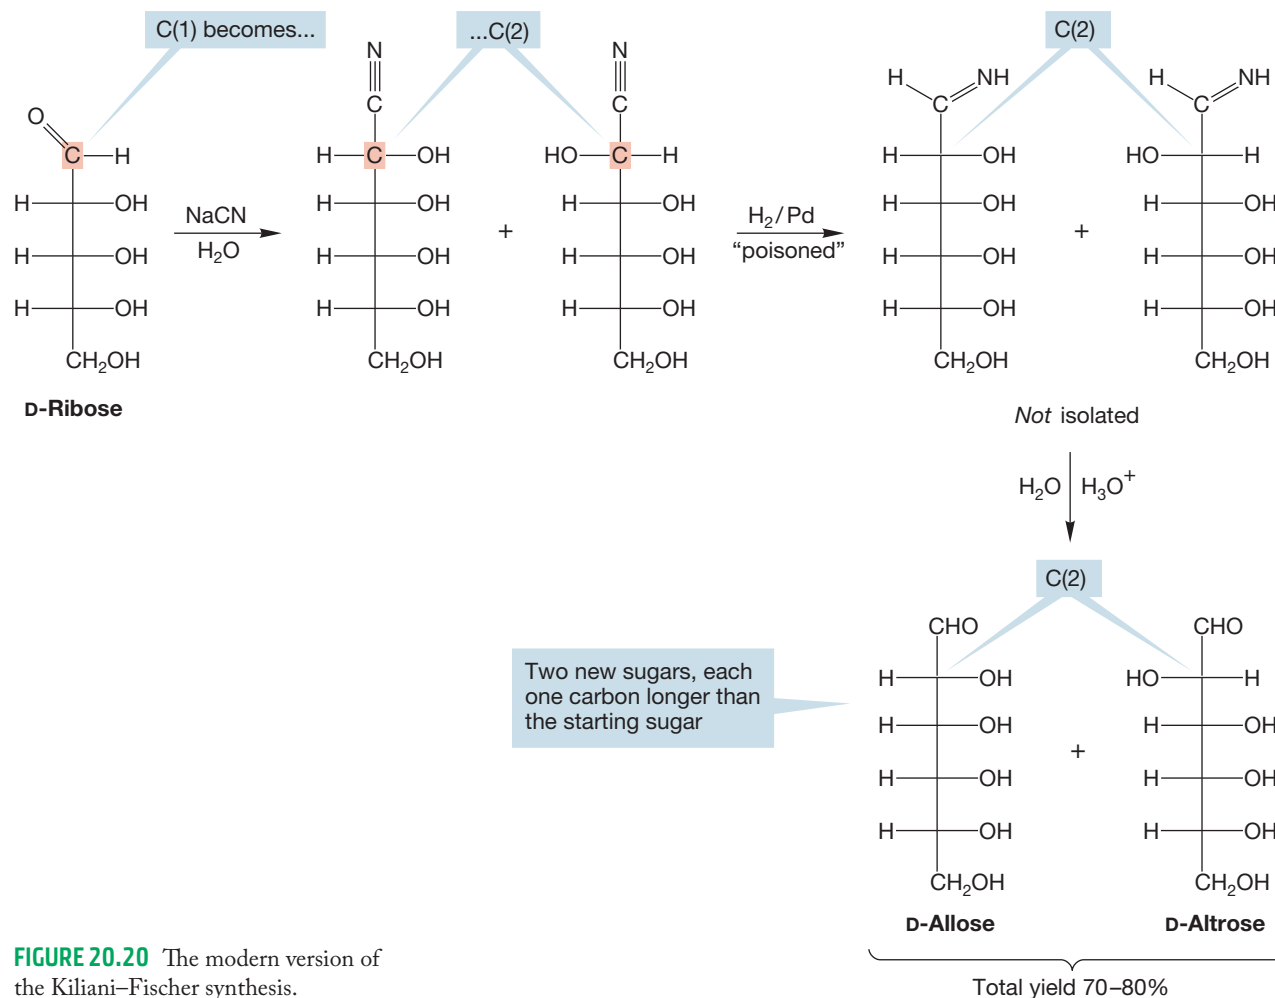 C(1) becomes...
...C(2)
C(2)
N
N
H
NH
H
NH
C
C
C
C
O
C
H
H
C
OH
HO
C
H
H
OH
HO
H
H
OH
H
OH
H
OH
H
OH
H
OH
NaCN
H2O
+
H2/Pd
“poisoned”
+
H
OH
H
OH
H
OH
H
OH
H
OH
H
OH
H
OH
H
OH
H
OH
H
OH
CH2OH
CH2OH
CH2OH
CH2OH
CH2OH
D-Ribose
Not isolated
H2O
H3O+
C(2)
CHO
CHO
Two new sugars, each
one carbon longer than
the starting sugar
H
OH
HO
H
H
OH
H
OH
+
H
OH
H
OH
H
OH
H
OH
CH2OH
CH2OH
D-Allose
D-Altrose
Total yield 70–80%
FIGURE 20.20 The modern version of
the Kiliani–Fischer synthesis.